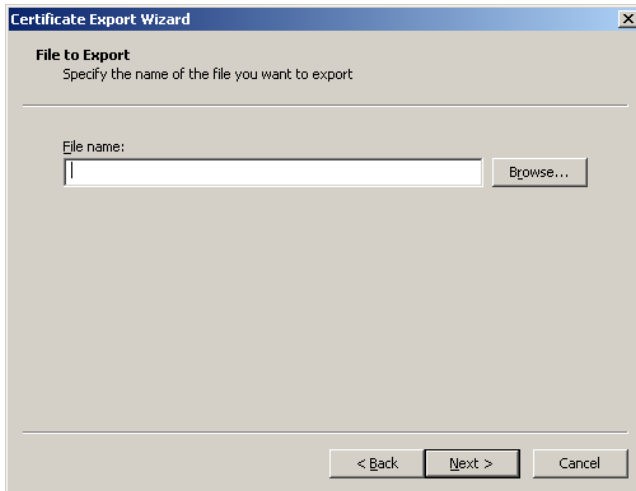 Certificate Export Wizard
File to Export
Specify the name of the file you want to export
File name:
Browse...
< Back
Next >
Cancel